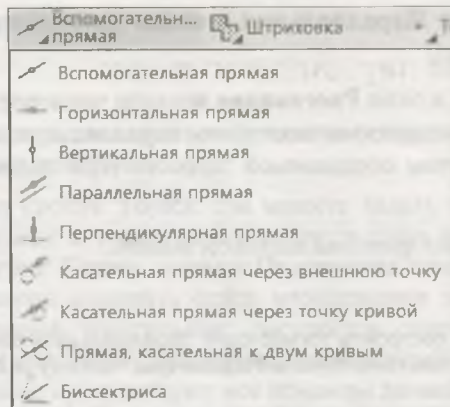 Вспомогательн...
прямая
Штриховка
Вспомогательная прямая
Горизонтальная прямая
Вертикальная прямая
Параллельная прямая
Перпендикулярная прямая
Касательная прямая через внешнюю точку
Касательная прямая через точку кривой
Прямая, касательная к двум кривым
Биссектриса